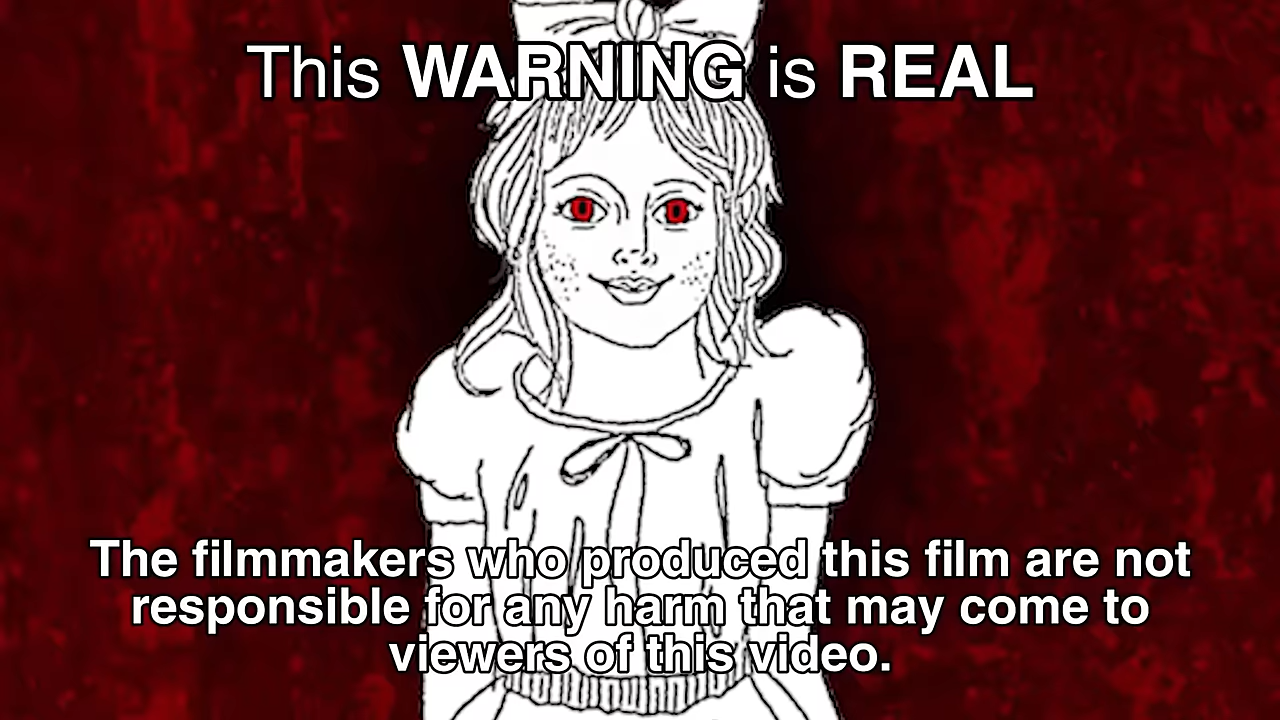 This WARNING is REAL
The filmmakers who produced this film are not
responsible for any harm that may come to
viewers of this video.